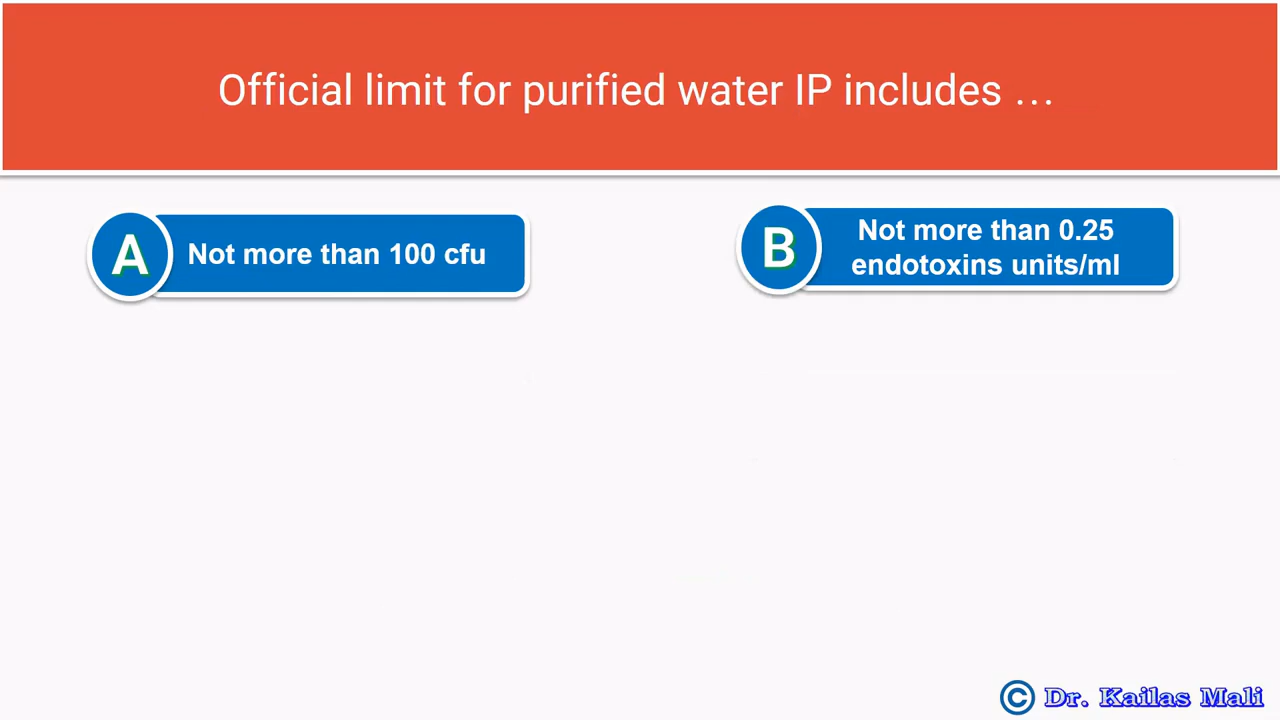 Official limit for purified water IP includes ...
A
Not more than 100 cfu
B
Not more than 0.25
endotoxins units/ml
© Dr. Kailas Mali